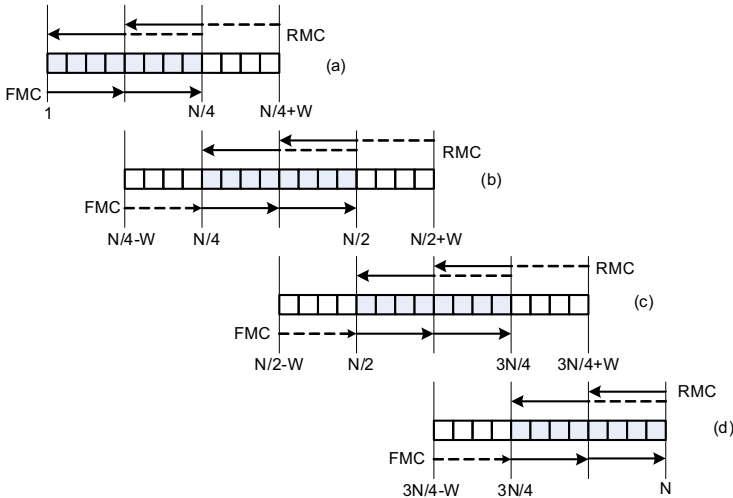 RMC
(a)
FMC
1
N/4
N/4+W
RMC
(b)
FMC
N/4-W
N/4
N/2
N/2+W
RMC
(c)
FMC
N/2-W
N/2
3N/4
3N/4+W
RMC
(d)
FMC
3N/4-W
3N/4
N